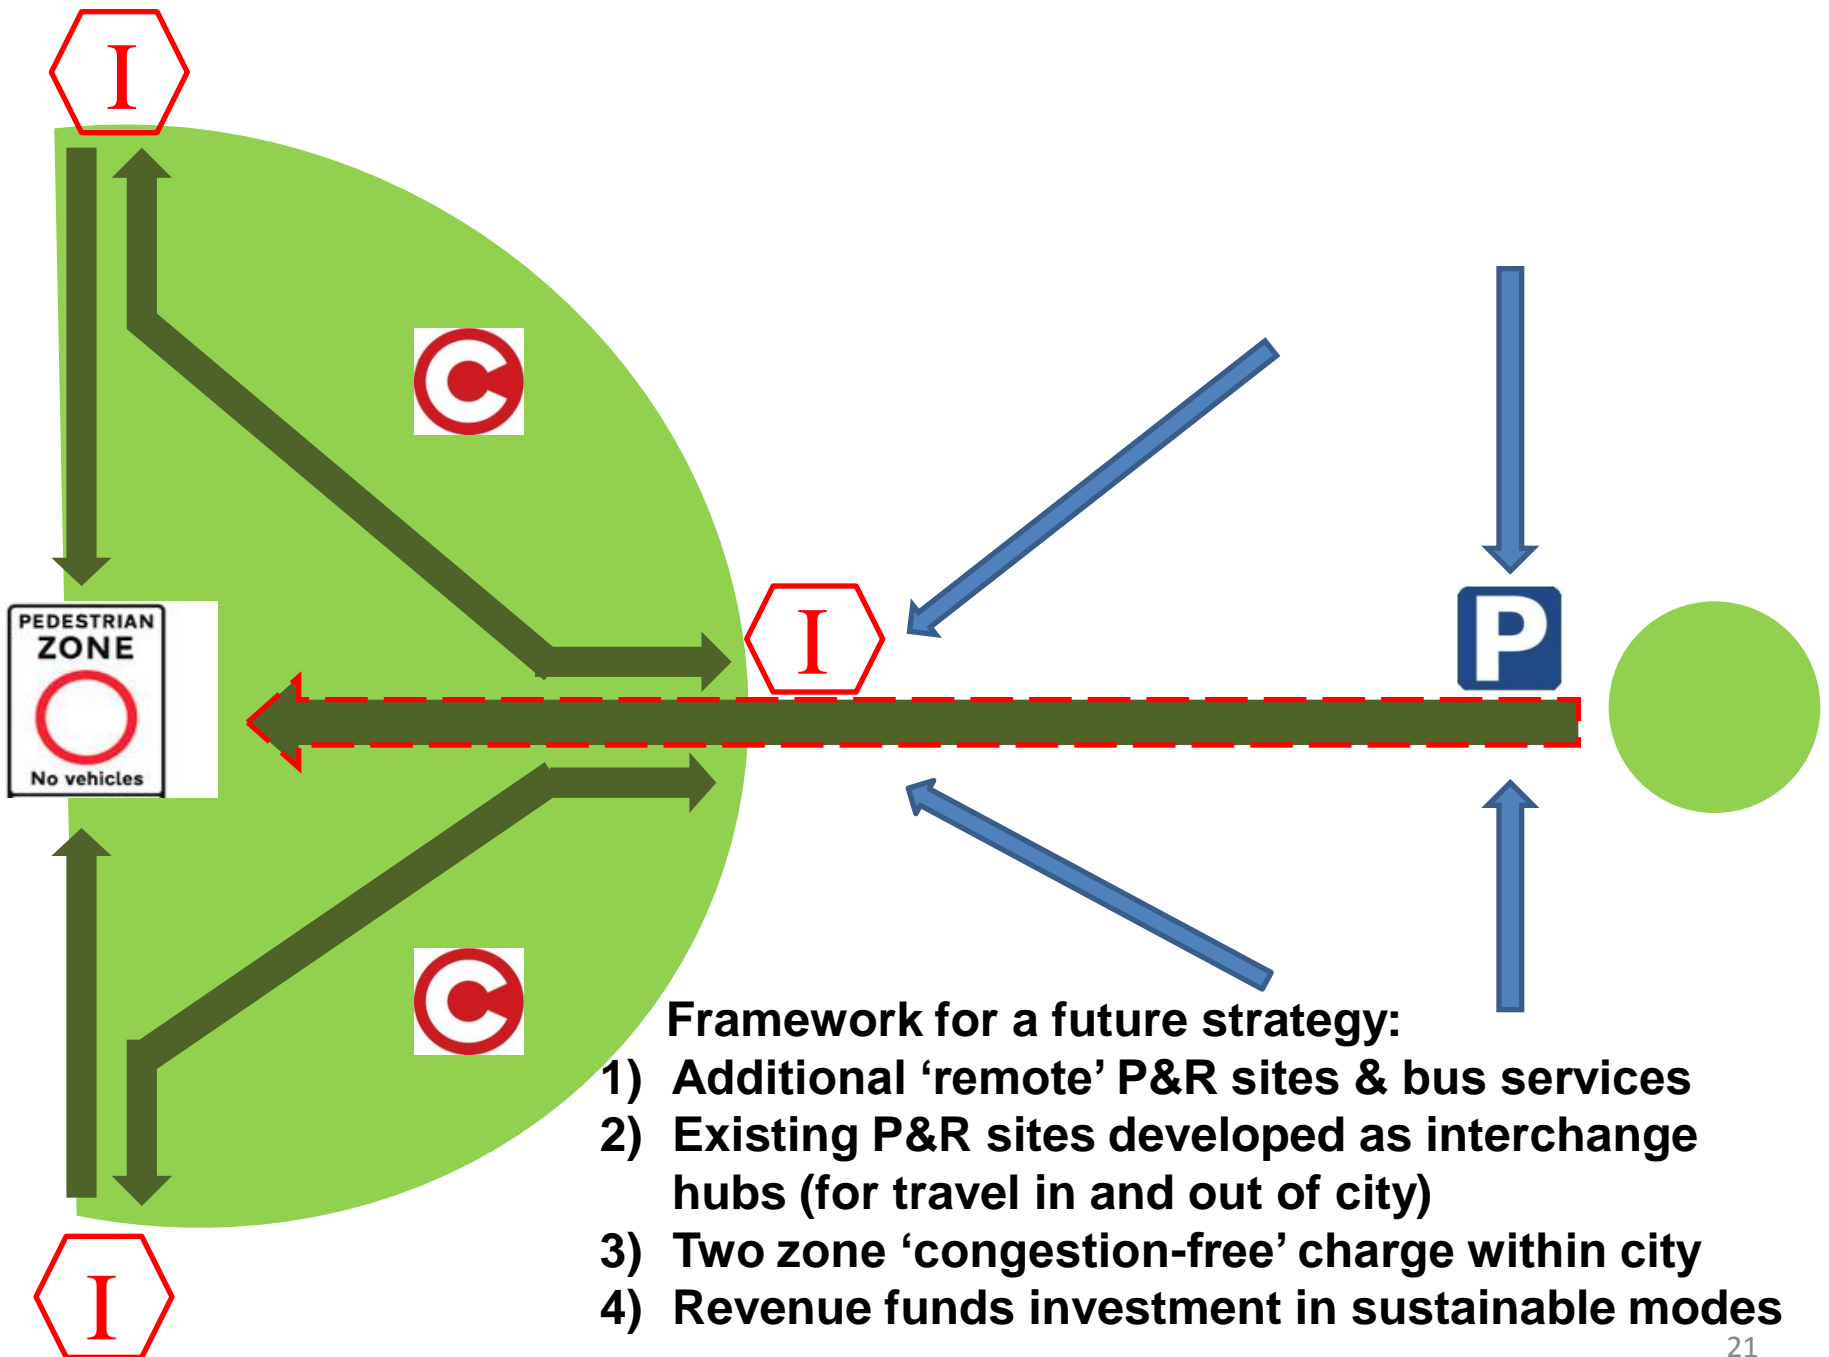 I
PEDESTRIAN
ZONE
No vehicles
C
I
P
C
I
Framework for a future strategy:
1) Additional ‘remote’ P&R sites & bus services
2) Existing P&R sites developed as interchange
hubs (for travel in and out of city)
3) Two zone ‘congestion-free’ charge within city
4) Revenue funds investment in sustainable modes
21